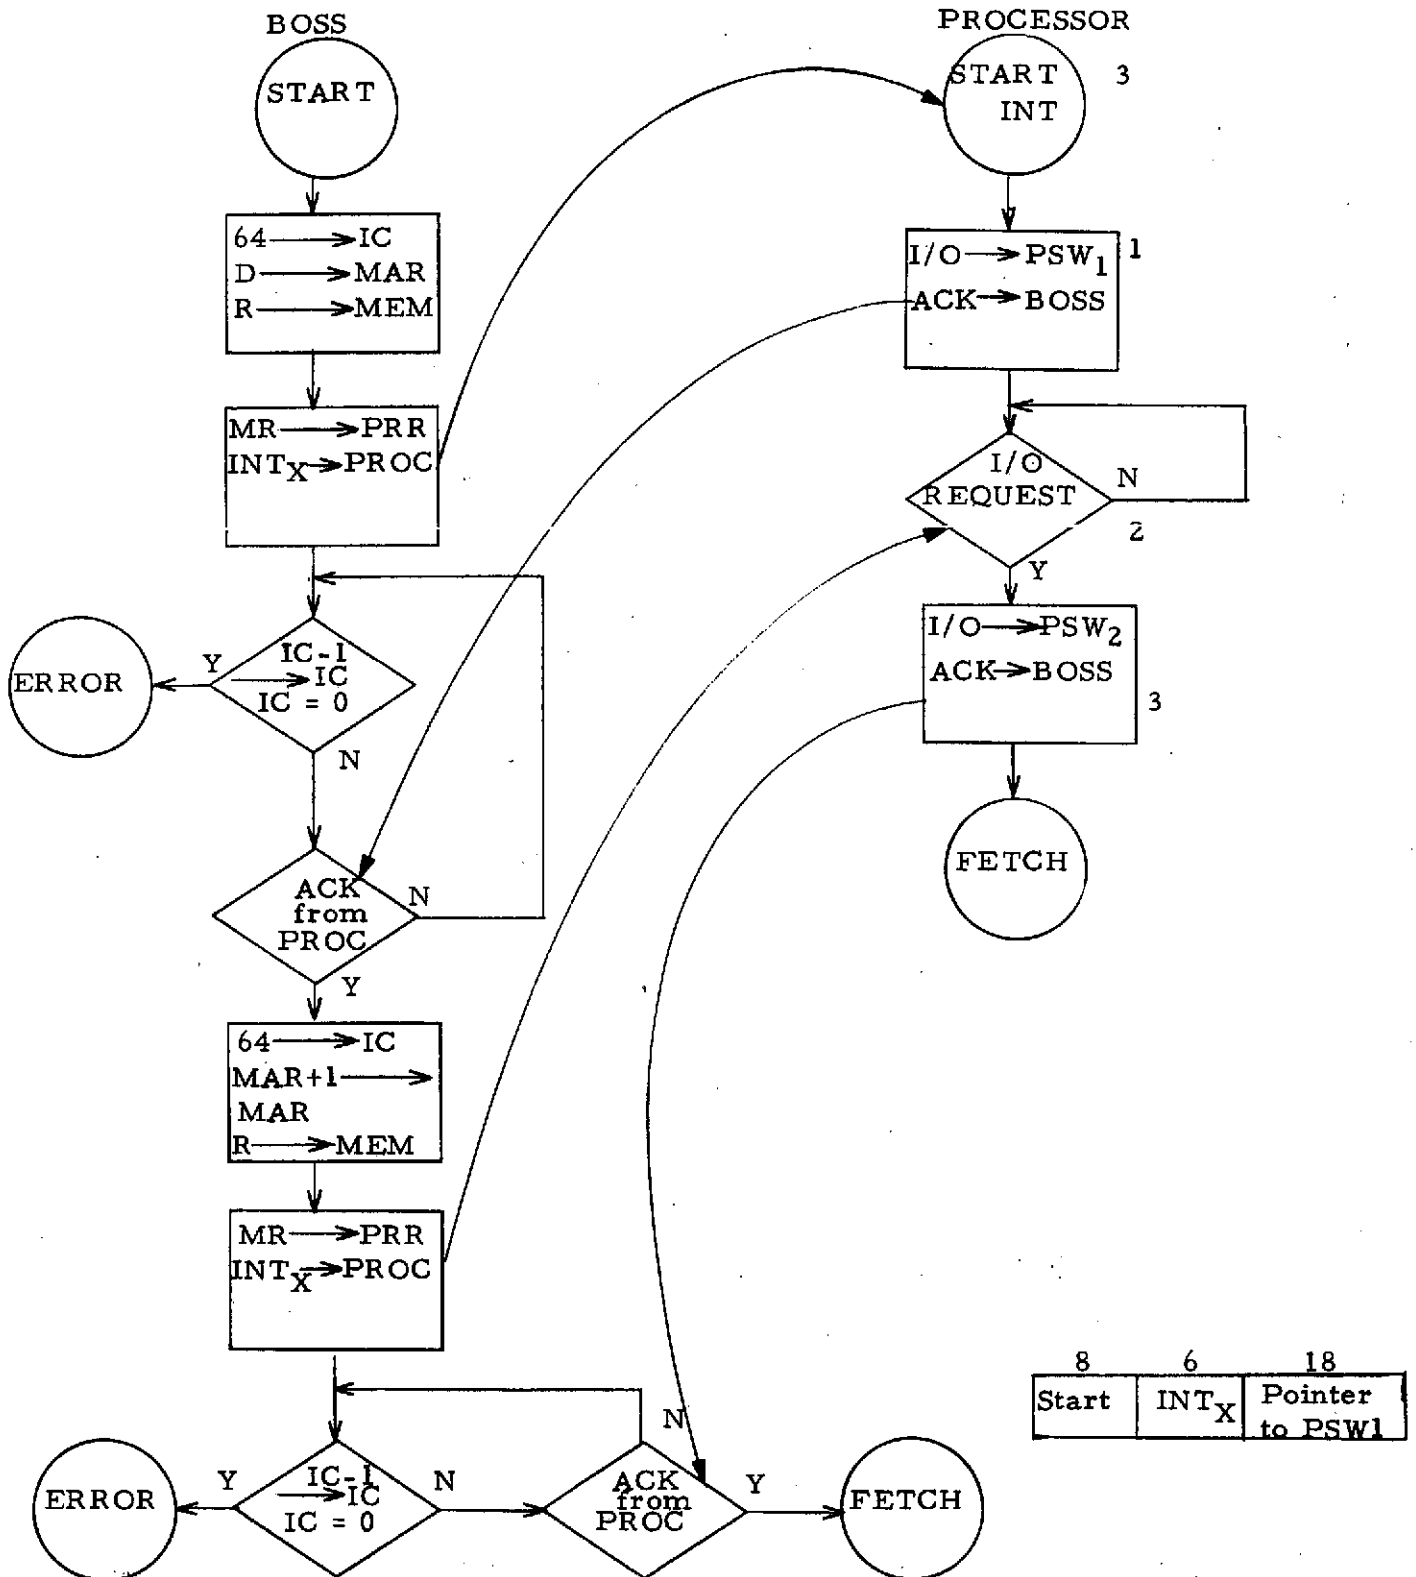 BOSS
START
64 → IC
D → MAR
R → MEM
MR → PRR
INTX → PROC
IC-1
→ IC
IC = 0
Y
N
ERROR
ACK
from
PROC
N
Y
64 → IC
MAR+1 →
MAR
R → MEM
MR → PRR
INTX → PROC
IC-1
→ IC
IC = 0
Y
N
ERROR
ACK
from
PROC
N
Y
FETCH
PROCESSOR
START
INT
3
I/O → PSW1
ACK → BOSS
1
I/O
REQUEST
N
2
Y
I/O → PSW2
ACK → BOSS
3
FETCH
8 6 18
Start INTX Pointer
to PSW1